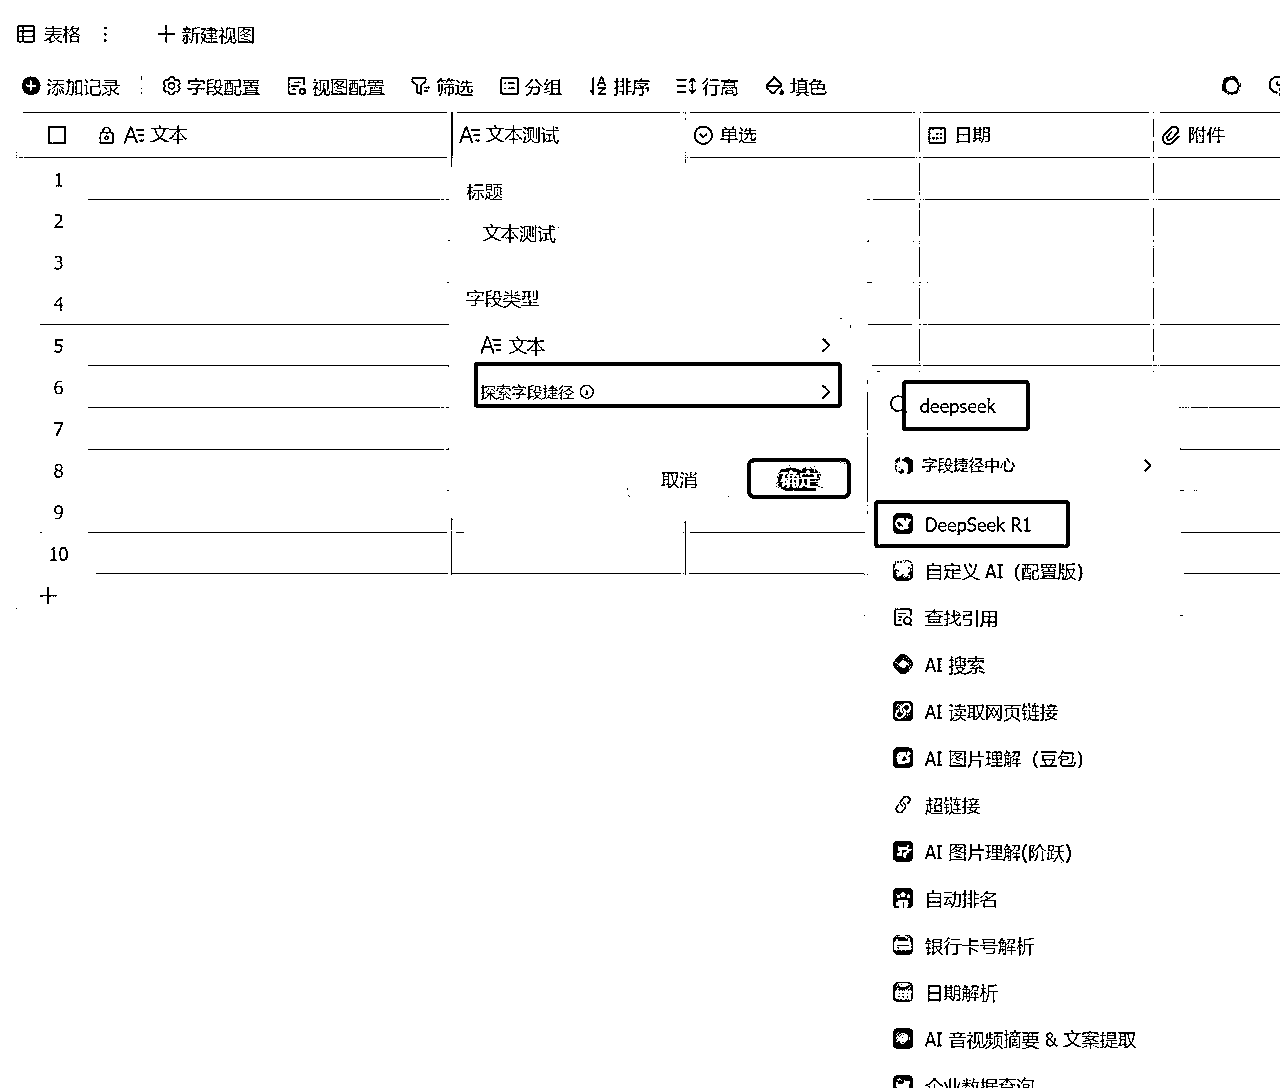 表格
新建视图
添加记录 字段配置 视图配置 筛选 分组 排序 行高 填色
文本 文本测试 单选 日期 附件
1
2
3
4
5
6
7
8
9
10
标题
文本测试
字段类型
文本
探索字段捷径
取消 确定
deepseek
字段捷径中心
DeepSeek R1
自定义 AI（配置版）
查找引用
AI 搜索
AI 读取网页链接
AI 图片理解（豆包）
超链接
AI 图片理解(阶跃)
自动排名
银行卡号解析
日期解析
AI 音视频摘要 & 文案提取
企业数据查询